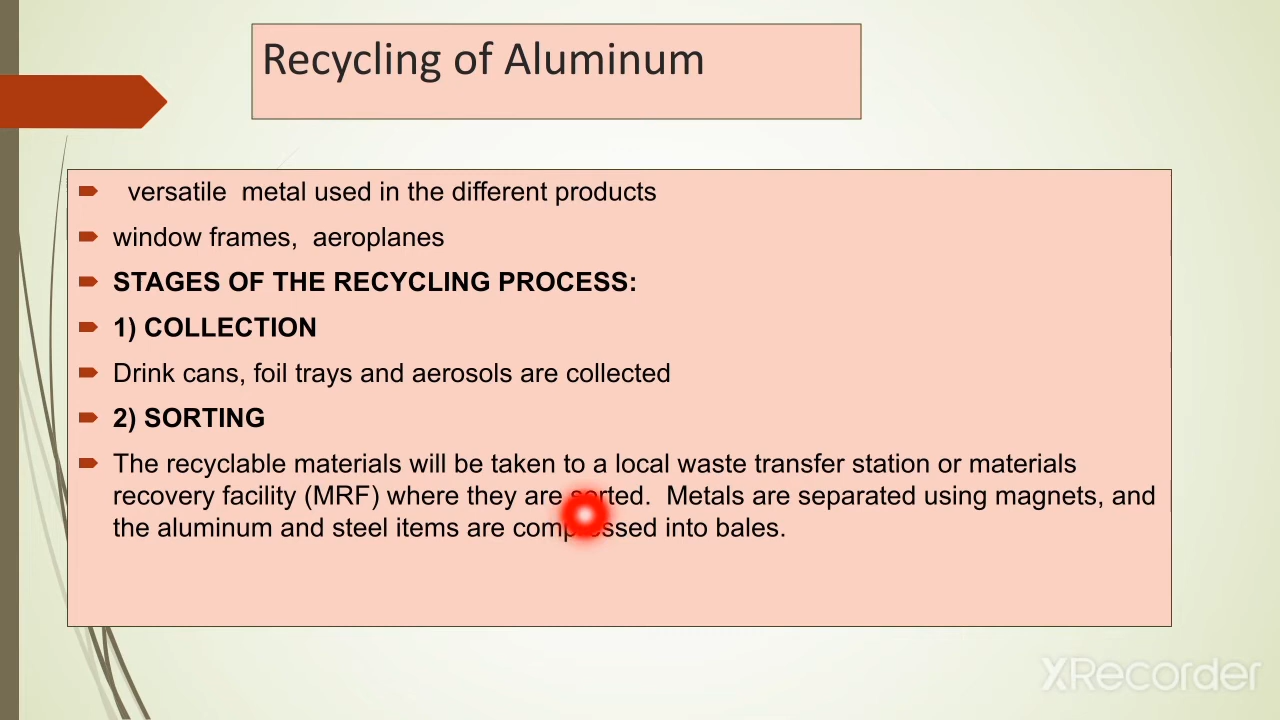 Recycling of Aluminum
versatile metal used in the different products
window frames, aeroplanes
STAGES OF THE RECYCLING PROCESS:
1) COLLECTION
Drink cans, foil trays and aerosols are collected
2) SORTING
The recyclable materials will be taken to a local waste transfer station or materials
recovery facility (MRF) where they are sorted. Metals are separated using magnets, and
the aluminum and steel items are compressed into bales.
XRecorder